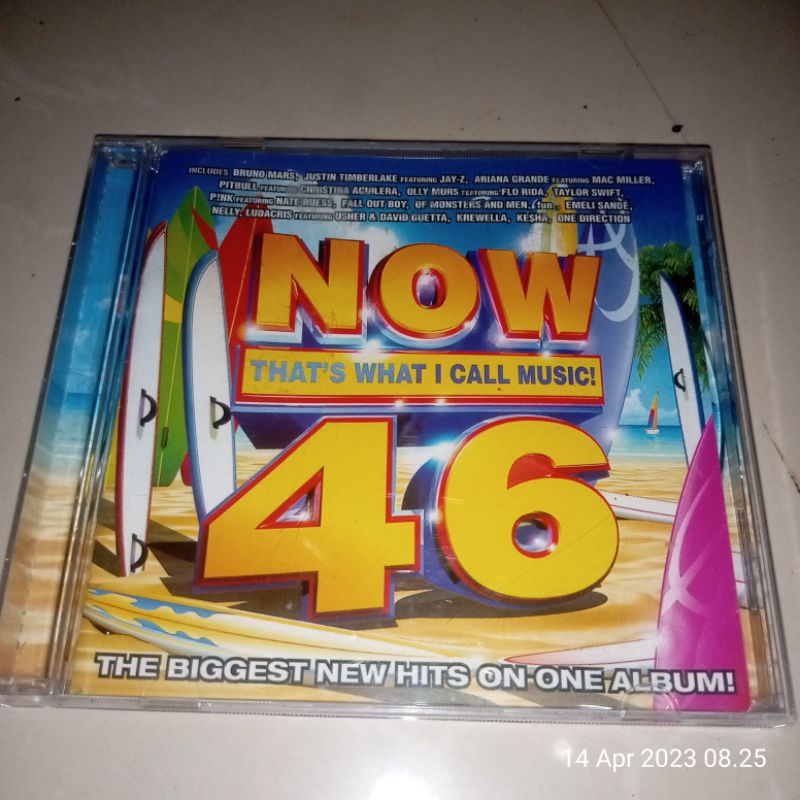 INCLUDES BRUNO MARS, JUSTIN TIMBERLAKE FEATURING JAY-Z, ARIANA GRANDE FEATURING MAC MILLER,
PITBULL FEATURING CHRISTINA AGUILERA, OLLY MURS FEATURING FLO RIDA, TAYLOR SWIFT,
P!NK FEATURING NATE RUESS, FALL OUT BOY, OF MONSTERS AND MEN, fun., EMELI SANDÉ,
NELLY, LUDACRIS FEATURING USHER & DAVID GUETTA, KREWELLA, KE$HA, ONE DIRECTION
NOW
THAT'S WHAT I CALL MUSIC!
46
THE BIGGEST NEW HITS ON ONE ALBUM!
14 Apr 2023 08.25